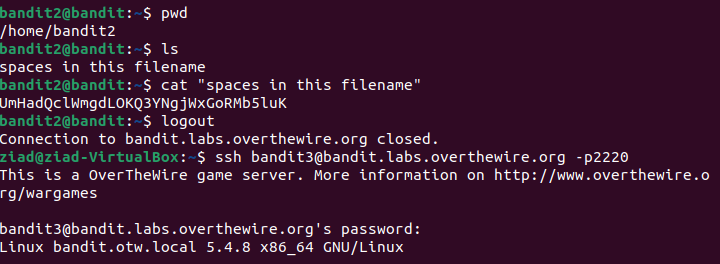 bandit2@bandit:~$ pwd
/home/bandit2
bandit2@bandit:~$ ls
spaces in this filename
bandit2@bandit:~$ cat "spaces in this filename"
UmHadQclWmgdLOKQ3YNgjWxGoRMb5luK
bandit2@bandit:~$ logout
Connection to bandit.labs.overthewire.org closed.
ziad@ziad-VirtualBox:~$ ssh bandit3@bandit.labs.overthewire.org -p2220
This is a OverTheWire game server. More information on http://www.overthewire.o
rg/wargames
bandit3@bandit.labs.overthewire.org's password:
Linux bandit.otw.local 5.4.8 x86_64 GNU/Linux